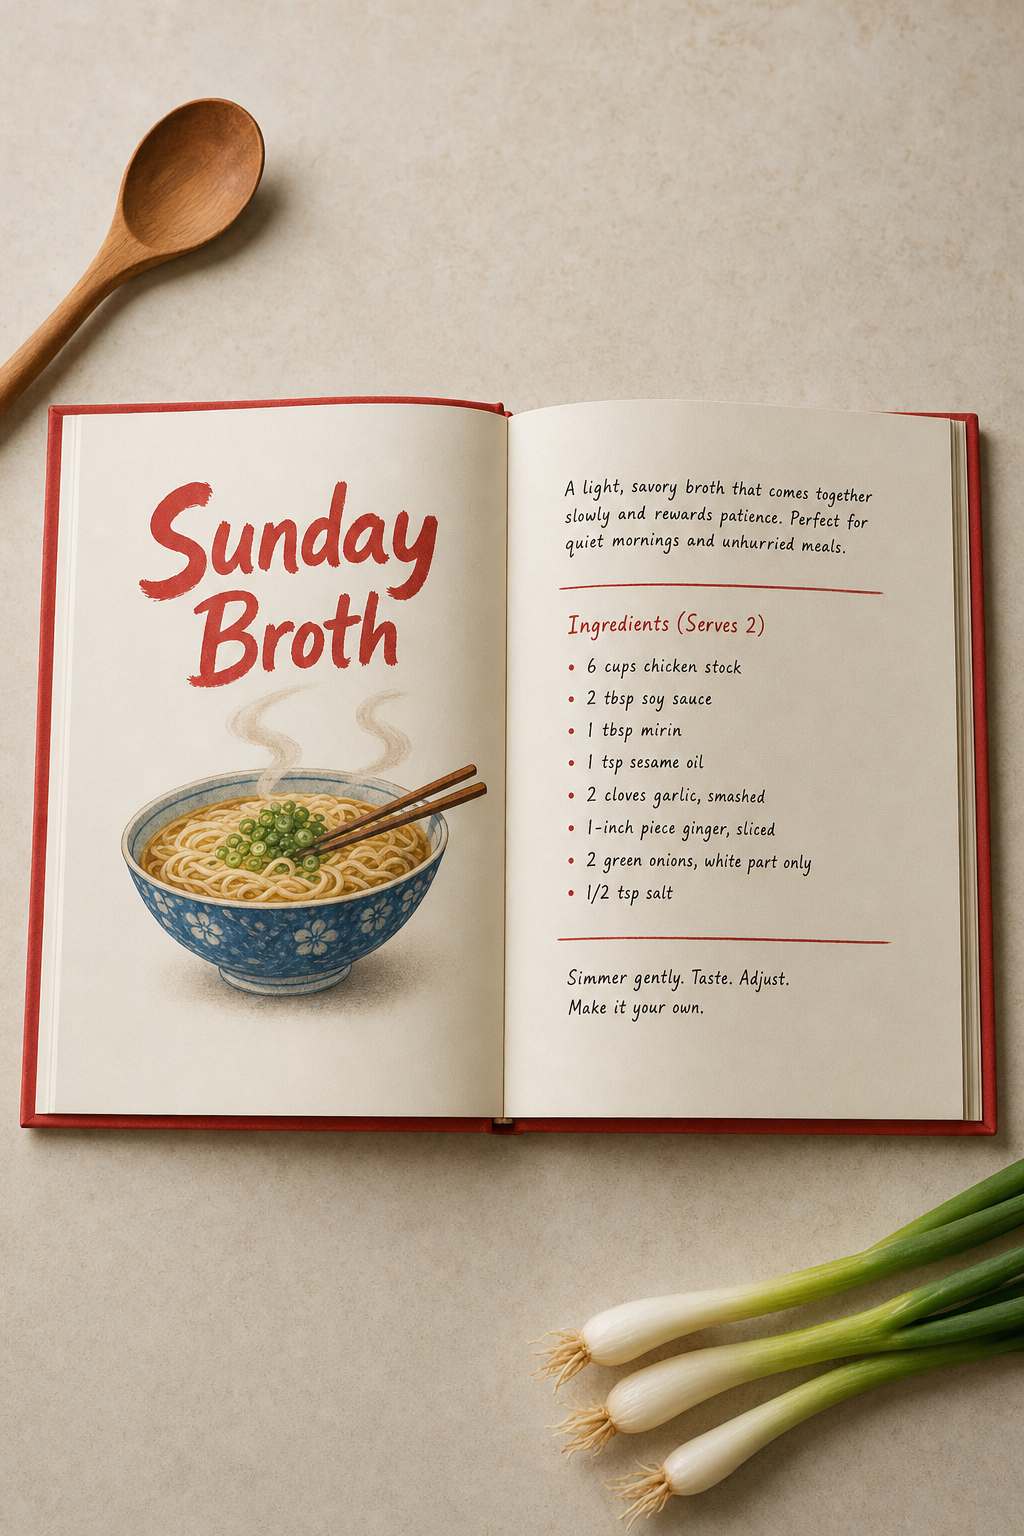 Sunday
Broth
A light, savory broth that comes together
slowly and rewards patience. Perfect for
quiet mornings and unhurried meals.
Ingredients (Serves 2)
• 6 cups chicken stock
• 2 tbsp soy sauce
• 1 tbsp mirin
• 1 tsp sesame oil
• 2 cloves garlic, smashed
• 1-inch piece ginger, sliced
• 2 green onions, white part only
• 1/2 tsp salt
Simmer gently. Taste. Adjust.
Make it your own.